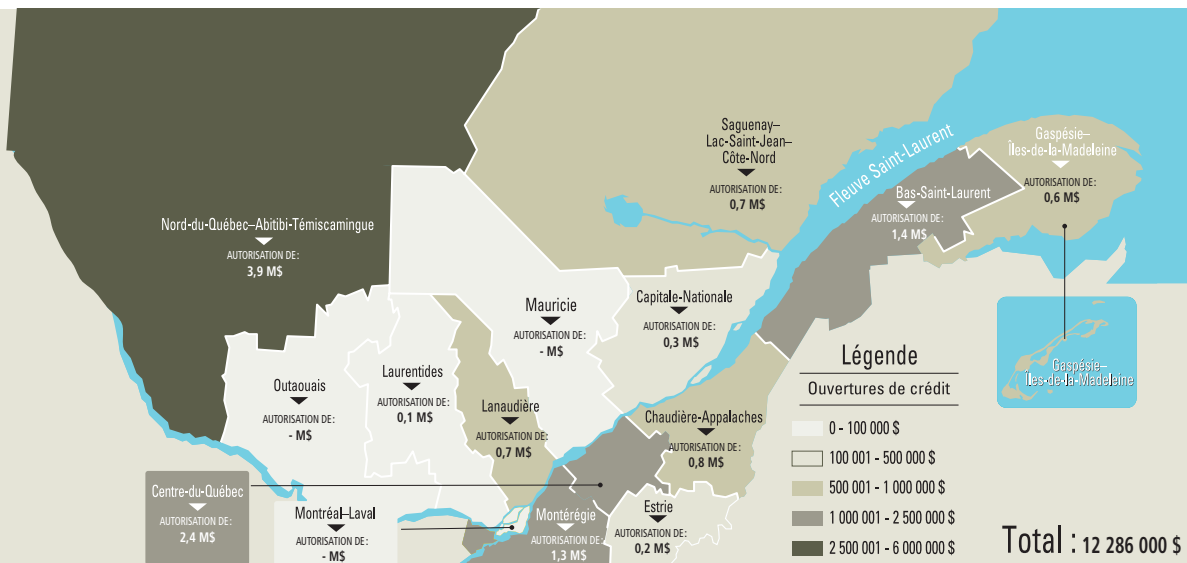 Saguenay–
Lac-Saint-Jean–
Côte-Nord
AUTORISATION DE:
0,7 M$
Fleuve Saint-Laurent
Gaspésie–
Îles-de-la-Madeleine
AUTORISATION DE:
0,6 M$
Bas-Saint-Laurent
AUTORISATION DE:
1,4 M$
Nord-du-Québec–Abitibi-Témiscamingue
AUTORISATION DE:
3,9 M$
Mauricie
AUTORISATION DE:
- M$
Capitale-Nationale
AUTORISATION DE:
0,3 M$
Outaouais
AUTORISATION DE:
- M$
Laurentides
AUTORISATION DE:
0,1 M$
Lanaudière
AUTORISATION DE:
0,7 M$
Chaudière-Appalaches
AUTORISATION DE:
0,8 M$
Gaspésie–
Îles-de-la-Madeleine
Centre-du-Québec
AUTORISATION DE:
2,4 M$
Montréal–Laval
AUTORISATION DE:
- M$
Montérégie
AUTORISATION DE:
1,3 M$
Estrie
AUTORISATION DE:
0,2 M$
Légende
Ouvertures de crédit
0 - 100 000 $
100 001 - 500 000 $
500 001 - 1 000 000 $
1 000 001 - 2 500 000 $
2 500 001 - 6 000 000 $
Total : 12 286 000 $